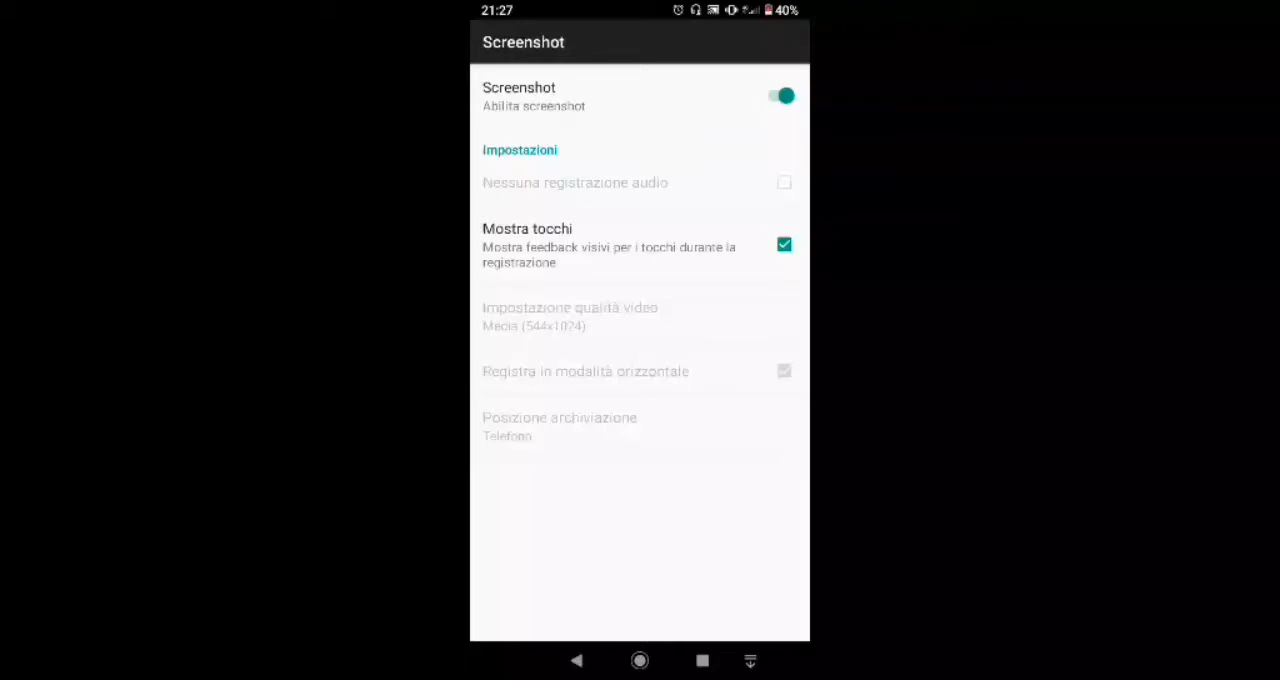 21:27
40%
Screenshot
Screenshot
Abilita screenshot
Impostazioni
Nessuna registrazione audio
Mostra tocchi
Mostra feedback visivi per i tocchi durante la
registrazione
Impostazione qualità video
Media (544x1024)
Registra in modalità orizzontale
Posizione archiviazione
Telefono